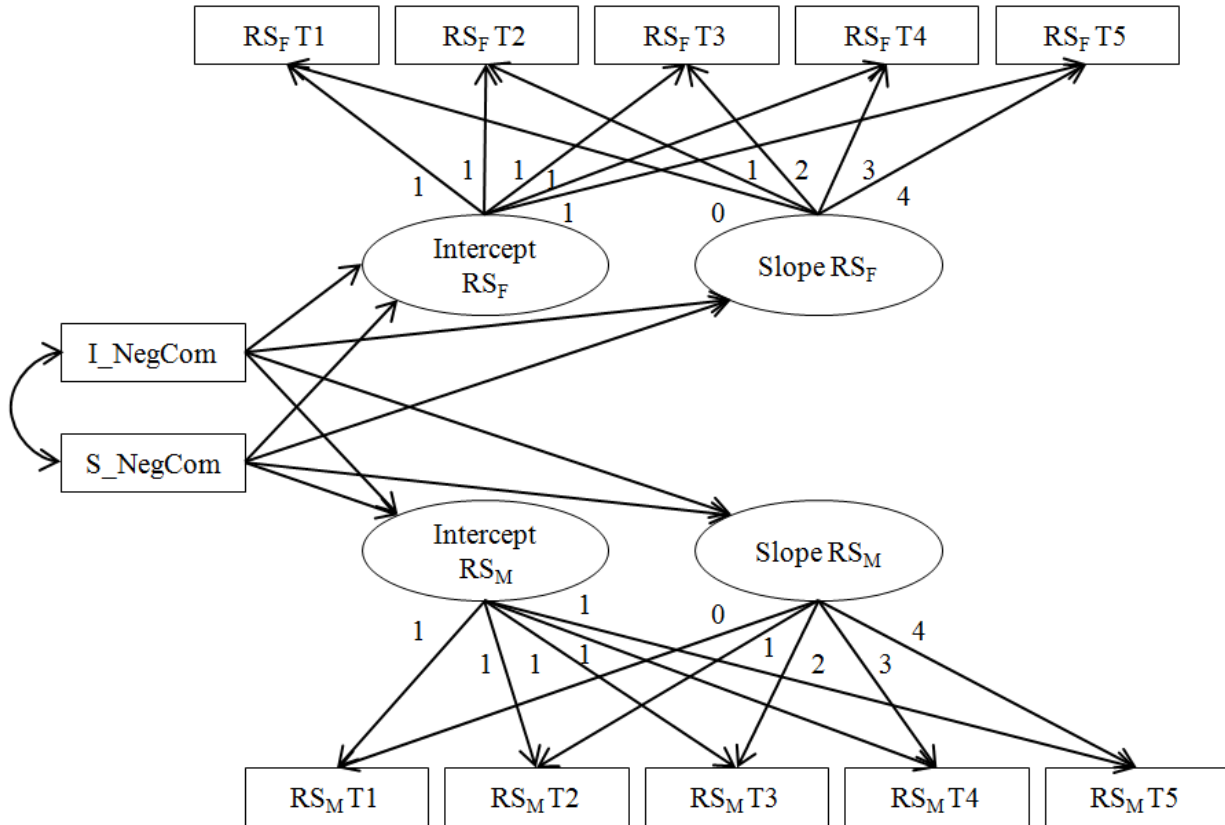 RSF T1
RSF T2
RSF T3
RSF T4
RSF T5
1
1
1
1
1
0
1
2
3
4
Intercept
RSF
Slope RSF
I_NegCom
S_NegCom
Intercept
RSM
Slope RSM
1
1
1
1
1
0
1
2
3
4
RSM T1
RSM T2
RSM T3
RSM T4
RSM T5